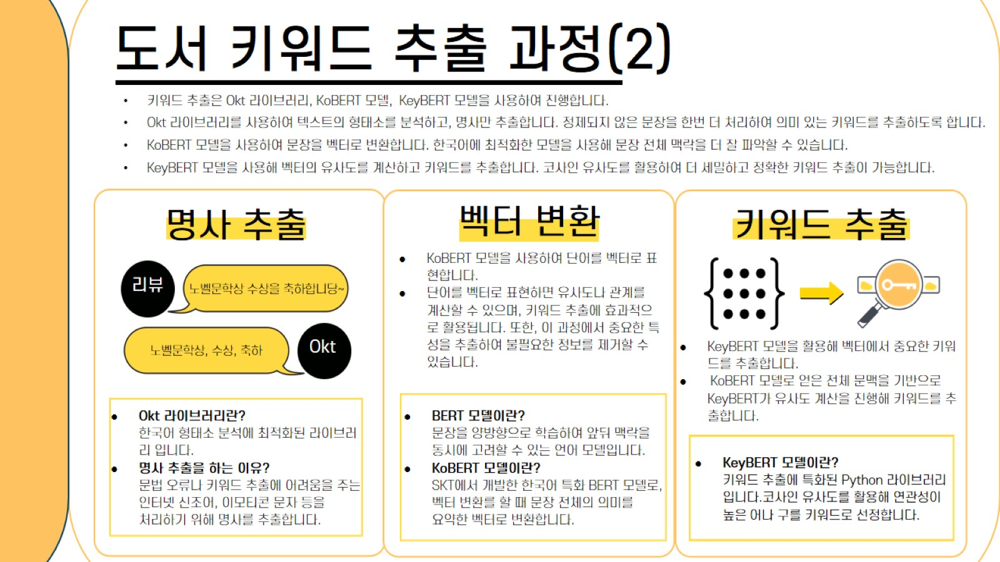 도서 키워드 추출 과정(2)
• 키워드 추출은 Okt 라이브러리, KoBERT 모델, KeyBERT 모델을 사용하여 진행합니다.
• Okt 라이브러리를 사용하여 텍스트의 형태소를 분석하고, 명사만 추출합니다. 정제되지 않은 문장을 한번 더 처리하여 의미 있는 키워드를 추출하도록 합니다.
• KoBERT 모델을 사용하여 문장을 벡터로 변환합니다. 한국어에 최적화한 모델을 사용해 문장 전체 맥락을 더 잘 파악할 수 있습니다.
• KeyBERT 모델을 사용해 벡터의 유사도를 계산하고 키워드를 추출합니다. 코사인 유사도를 활용하여 더 세밀하고 정확한 키워드 추출이 가능합니다.
명사 추출
리뷰
노벨문학상 수상을 축하합니당~
노벨문학상, 수상, 축하
Okt
• Okt 라이브러리란?
한국어 형태소 분석에 최적화된 라이브러
리 입니다.
• 명사 추출을 하는 이유?
문법 오류나 키워드 추출에 어려움을 주는
인터넷 신조어, 이모티콘 문자 등을
처리하기 위해 명사를 추출합니다.
벡터 변환
• KoBERT 모델을 사용하여 단어를 벡터로 표
현합니다.
• 단어를 벡터로 표현하면 유사도나 관계를
계산할 수 있으며, 키워드 추출에 효과적으
로 활용됩니다. 또한, 이 과정에서 중요한 특
성을 추출하여 불필요한 정보를 제거할 수
있습니다.
• BERT 모델이란?
문장을 양방향으로 학습하여 앞뒤 맥락을
동시에 고려할 수 있는 언어 모델입니다.
• KoBERT 모델이란?
SKT에서 개발한 한국어 특화 BERT 모델로,
벡터 변환를 할 때 문장 전체의 의미를
요약한 벡터로 변환합니다.
키워드 추출
• KeyBERT 모델을 활용해 벡터에서 중요한 키워
드를 추출합니다.
• KoBERT 모델로 얻은 전체 문맥을 기반으로
KeyBERT가 유사도 계산을 진행해 키워드를 추
출합니다.
• KeyBERT 모델이란?
키워드 추출에 특화된 Python 라이브러리
입니다.코사인 유사도를 활용해 연관성이
높은 어나 구를 키워드로 선정합니다.